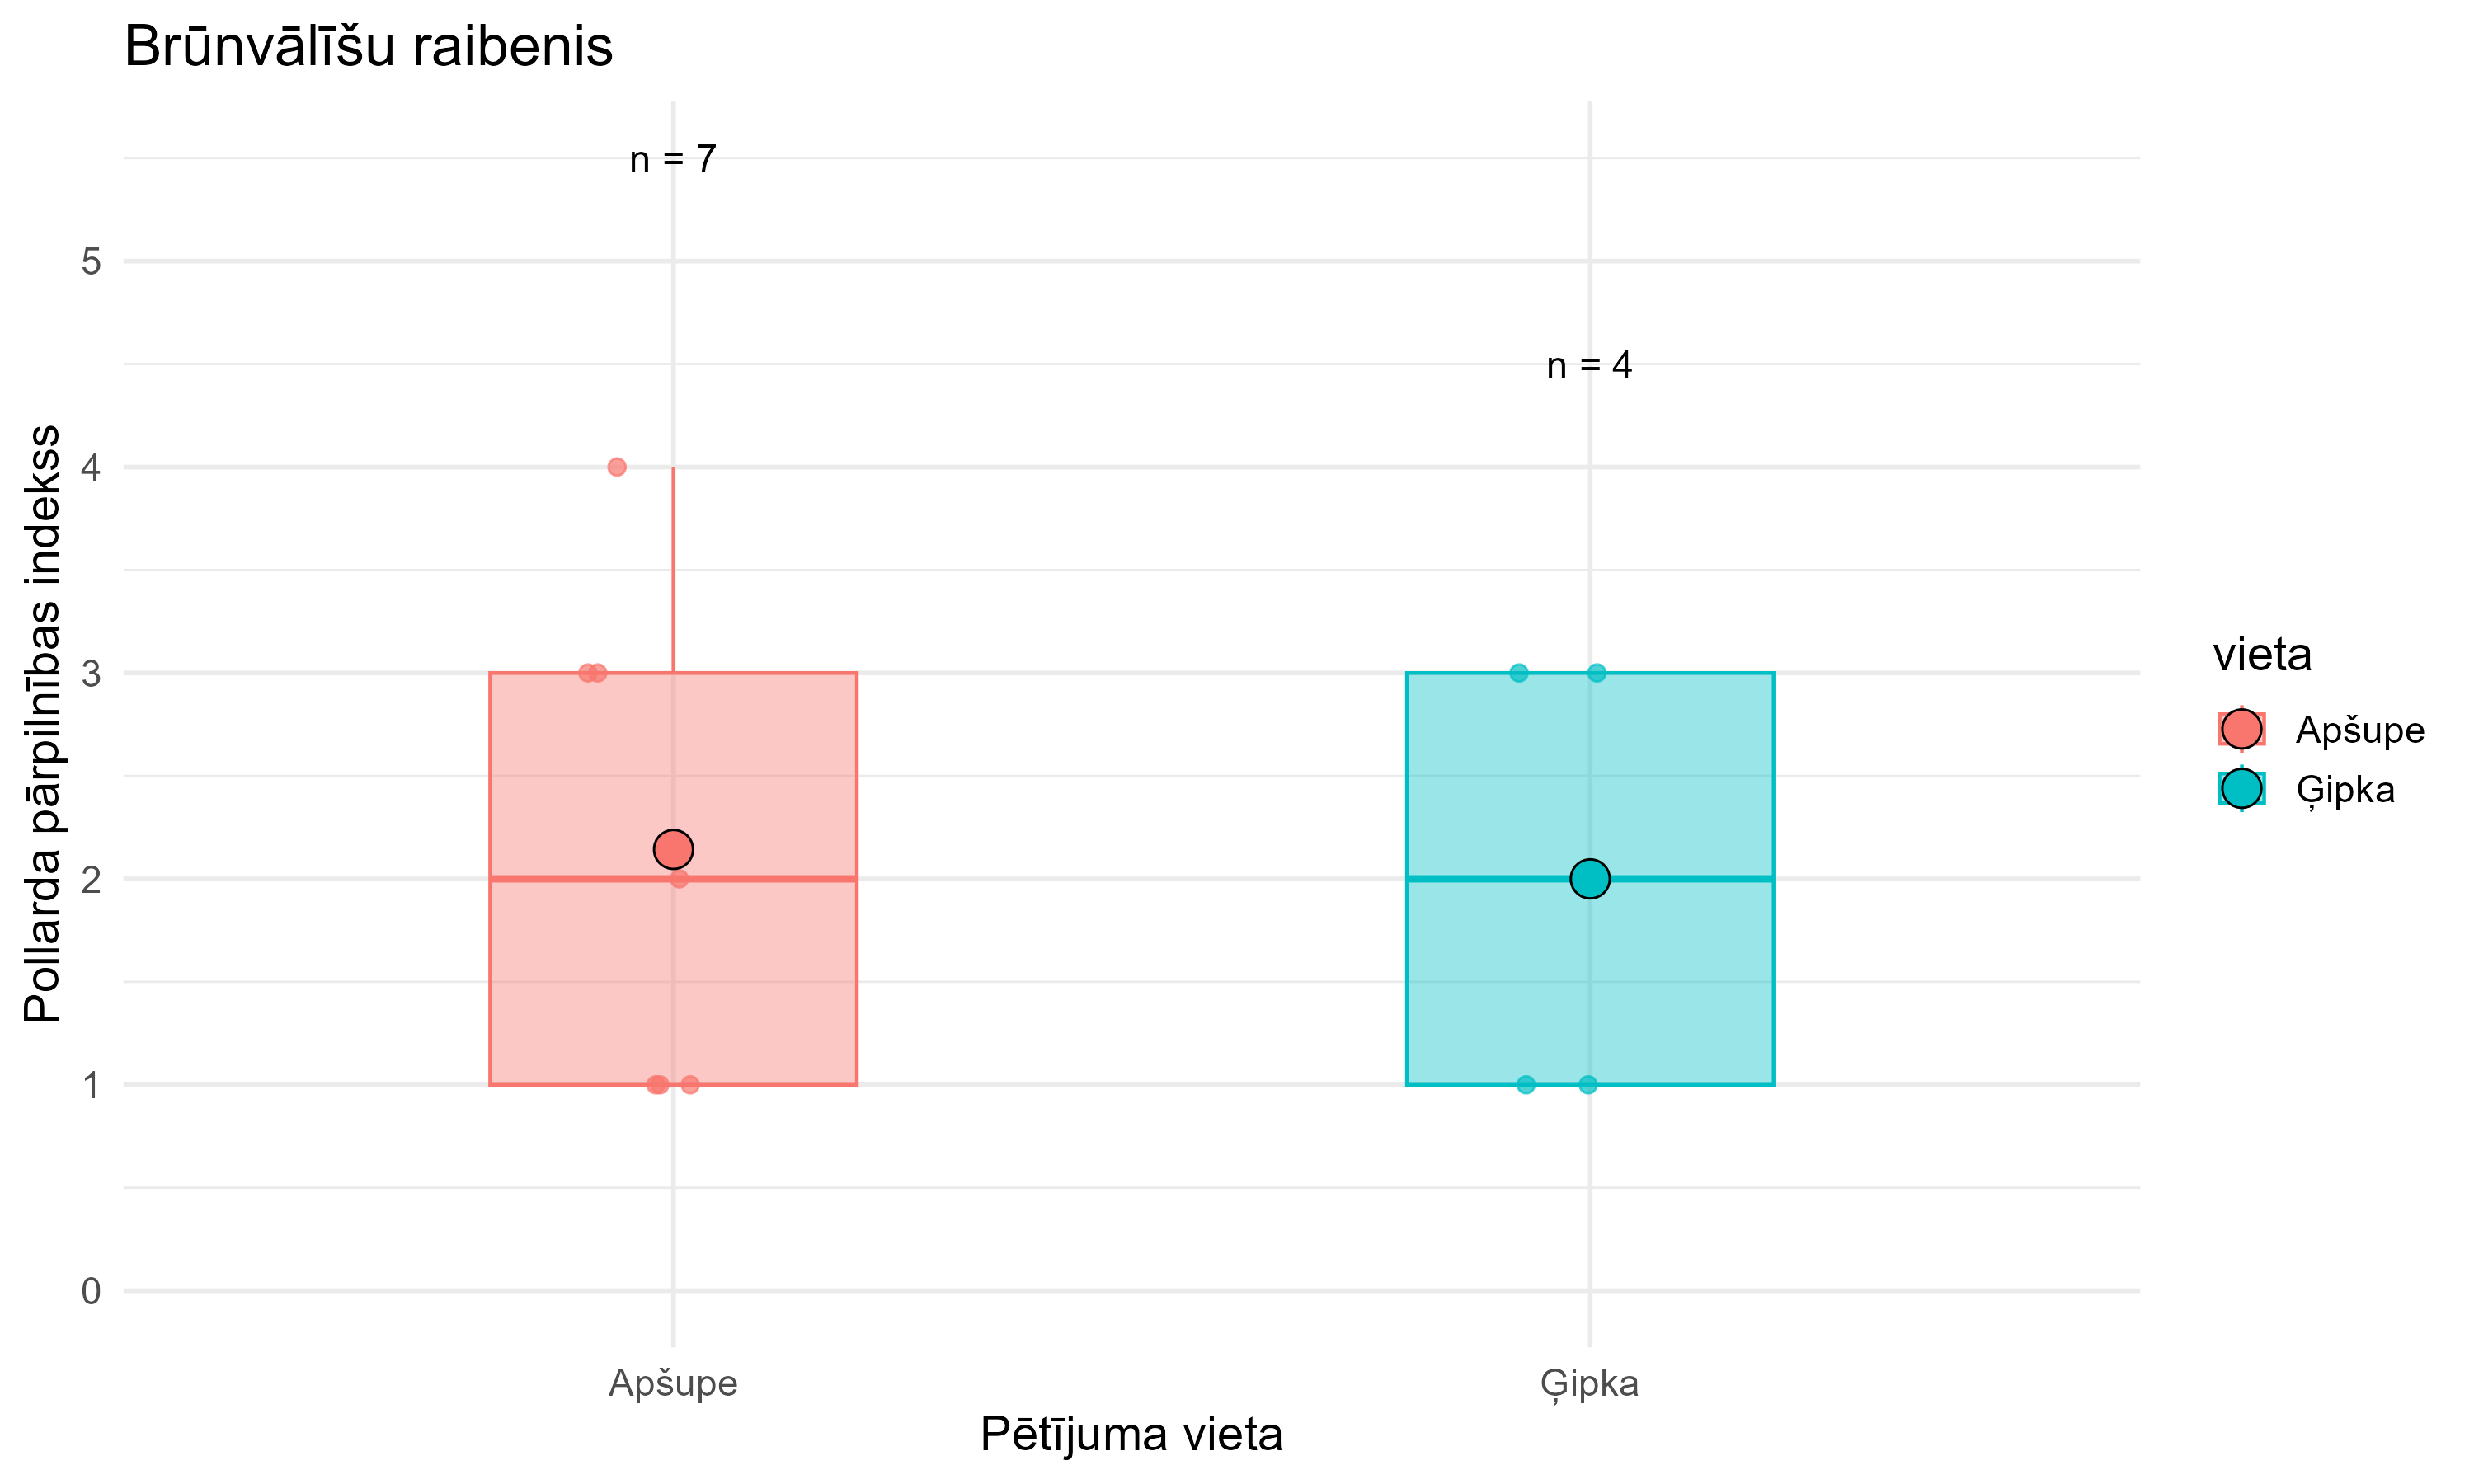 Brūnvālīšu raibenis
n = 7
n = 4
Pollarda pārpilnības indekss
5
4
3
2
1
0
Apšupe
Ģipka
Pētījuma vieta
vieta
Apšupe
Ģipka